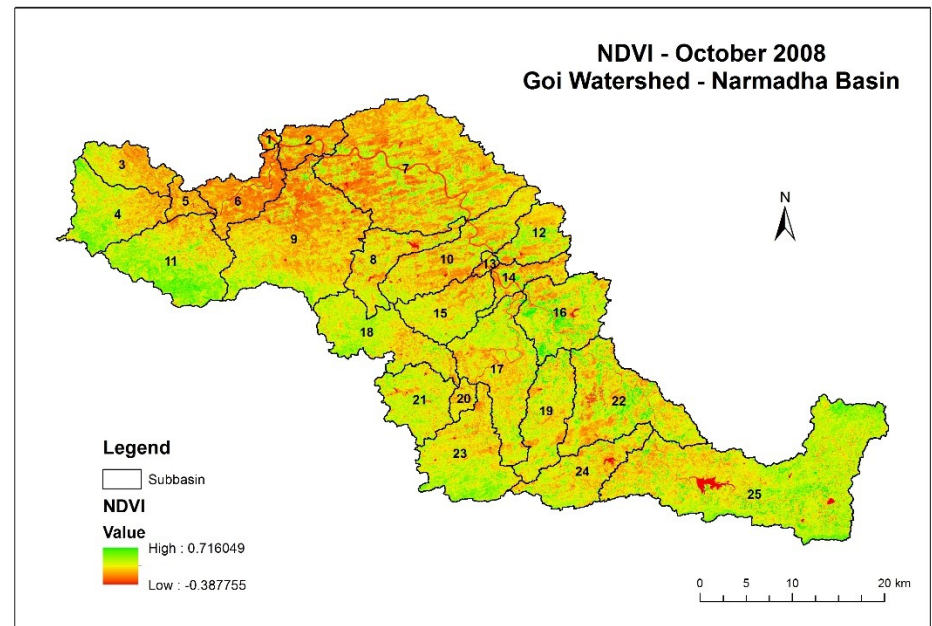 NDVI - October 2008
Goi Watershed - Narmadha Basin
1
2
3
7
5
6
4
12
9
11
8
10
13
14
15
16
18
N
17
21
20
19
22
23
24
25
Legend
Subbasin
NDVI
Value
High : 0.716049
Low : -0.387755
0 5 10 20 km